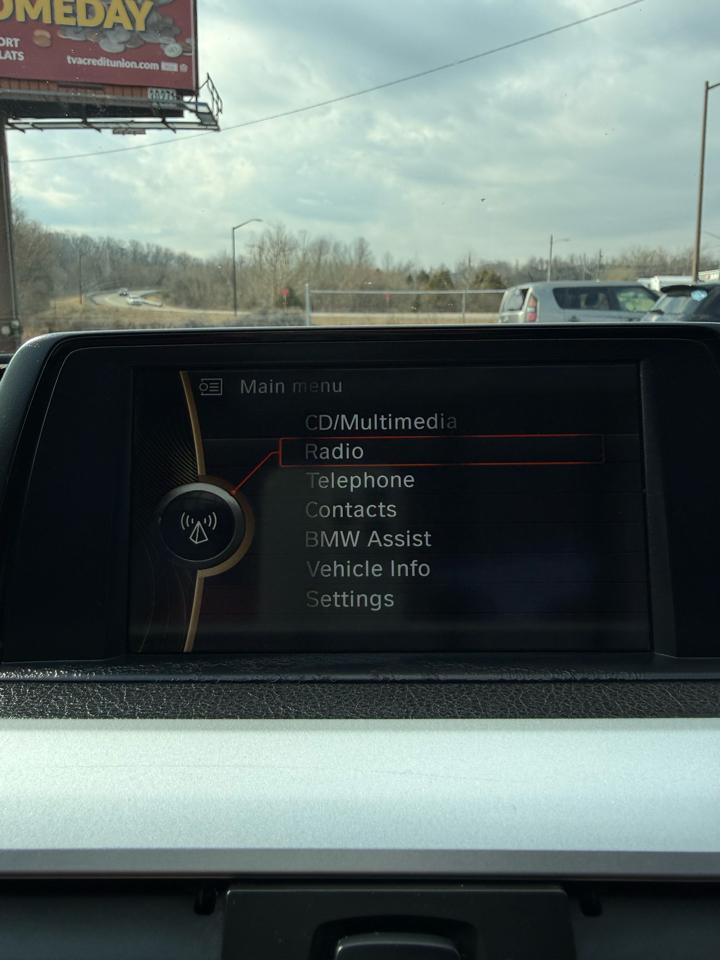 OMEDAY
ORT
LATS
tvacreditunion.com
Main menu
CD/Multimedia
Radio
Telephone
Contacts
BMW Assist
Vehicle Info
Settings